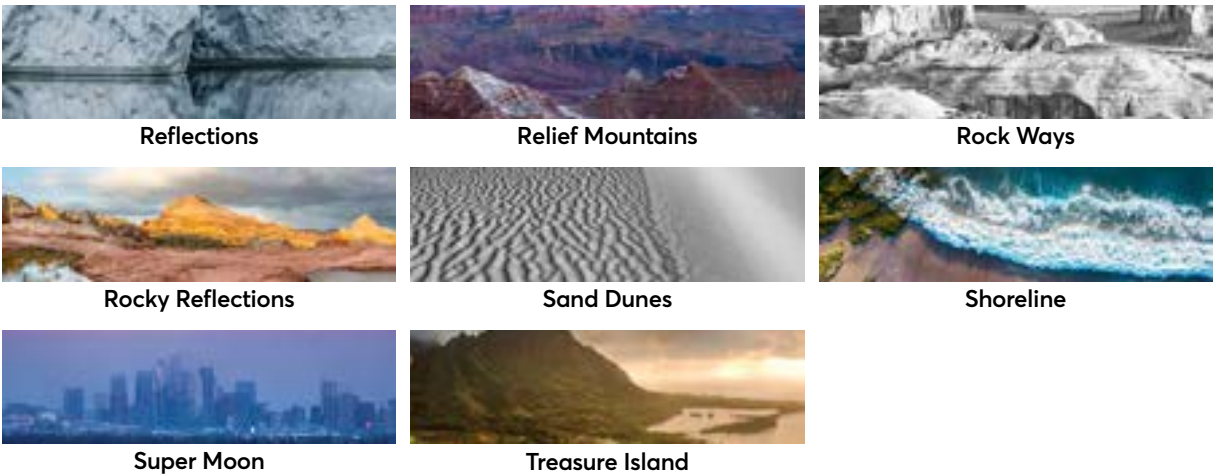 Reflections
Relief Mountains
Rock Ways
Rocky Reflections
Sand Dunes
Shoreline
Super Moon
Treasure Island